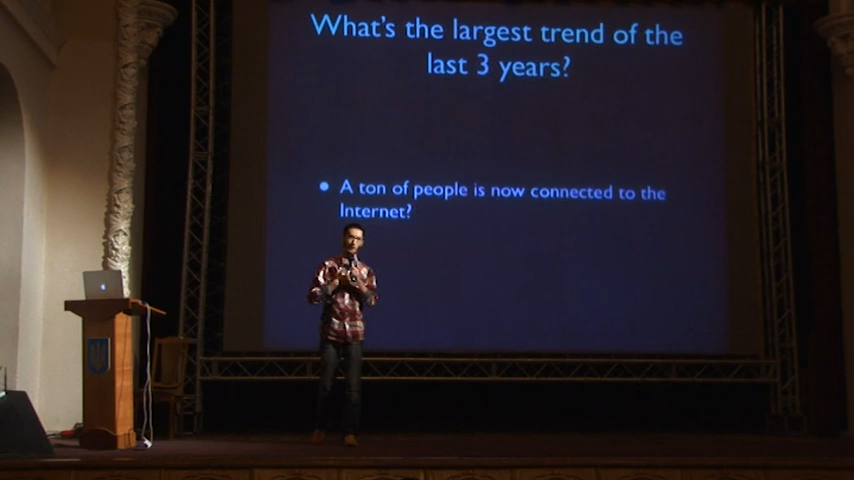 What's the largest trend of the
last 3 years?
A ton of people is now connected to the
Internet?